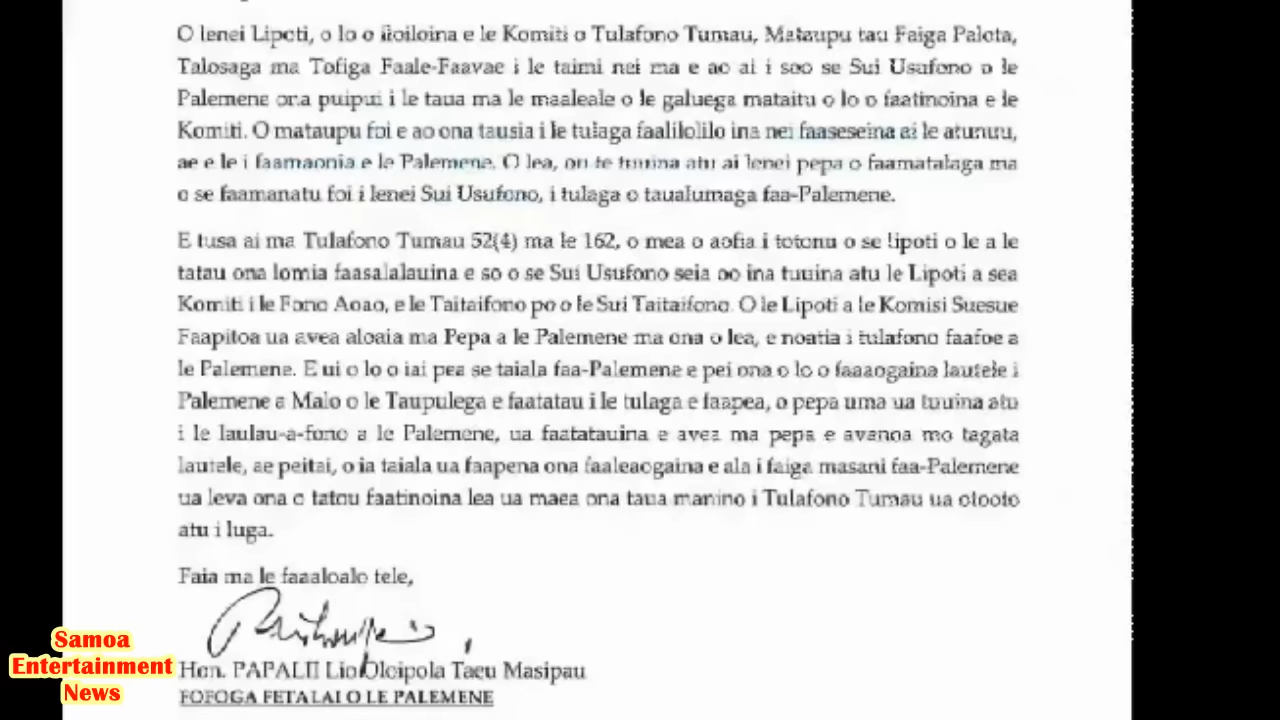 O lenei Lipoti, o lo o iloiloina e le Komiti o Tulafono Tumau, Mataupu tau Faiga Palota,
Talosaga ma Tofiga Faale-Faavae i le taimi nei ma e ao ai i soo se Sui Usufono o le
Palemene ona puipui i le taua ma le maaleale o le galuega mataitu o lo o faatinoina e le
Komiti. O mataupu foi e ao ona tausia i le tulaga faalilolilo ina nei faaseseina ai le atunuu,
ae e le i faamaonia e le Palemene. O lea, ou te tuuina atu ai lenei pepa o faamatalaga ma
o se faamanatu foi i lenei Sui Usufono, i tulaga o taualumaga faa-Palemene.
E tusa ai ma Tulafono Tumau 52(4) ma le 162, o mea o aofia i totonu o se lipoti o le a le
tatau ona lomia faasalalauina e so o se Sui Usufono seia oo ina tuuina atu le Lipoti a sea
Komiti i le Fono Aoao, e le Taitaifono po o le Sui Taitaifono. O le Lipoti a le Komisi Suesue
Faapitoa ua avea aloaia ma Pepa a le Palemene ma ona o lea, e noatia i tulafono faafoe a
le Palemene. E ui o lo o iai pea se taiala faa-Palemene e pei ona o lo o faaaogaina lautele i
Palemene a Malo o le Taupulega e faatatau i le tulaga e faapea, o pepa uma ua tuuina atu
i le laulau-a-fono a le Palemene, ua faatatauina e avea ma pepa e avanoa mo tagata
lautele, ae peitai, o ia taiala ua faapena ona faaleaogaina e ala i faiga masani faa-Palemene
ua leva ona o tatou faatinoina lea ua maea ona taua manino i Tulafono Tumau ua otooto
atu i luga.
Faia ma le faaaloalo tele,
Hon. PAPALII Lio Oloipola Taeu Masipau
FOFOGA FETALAI O LE PALEMENE
Samoa
Entertainment
News